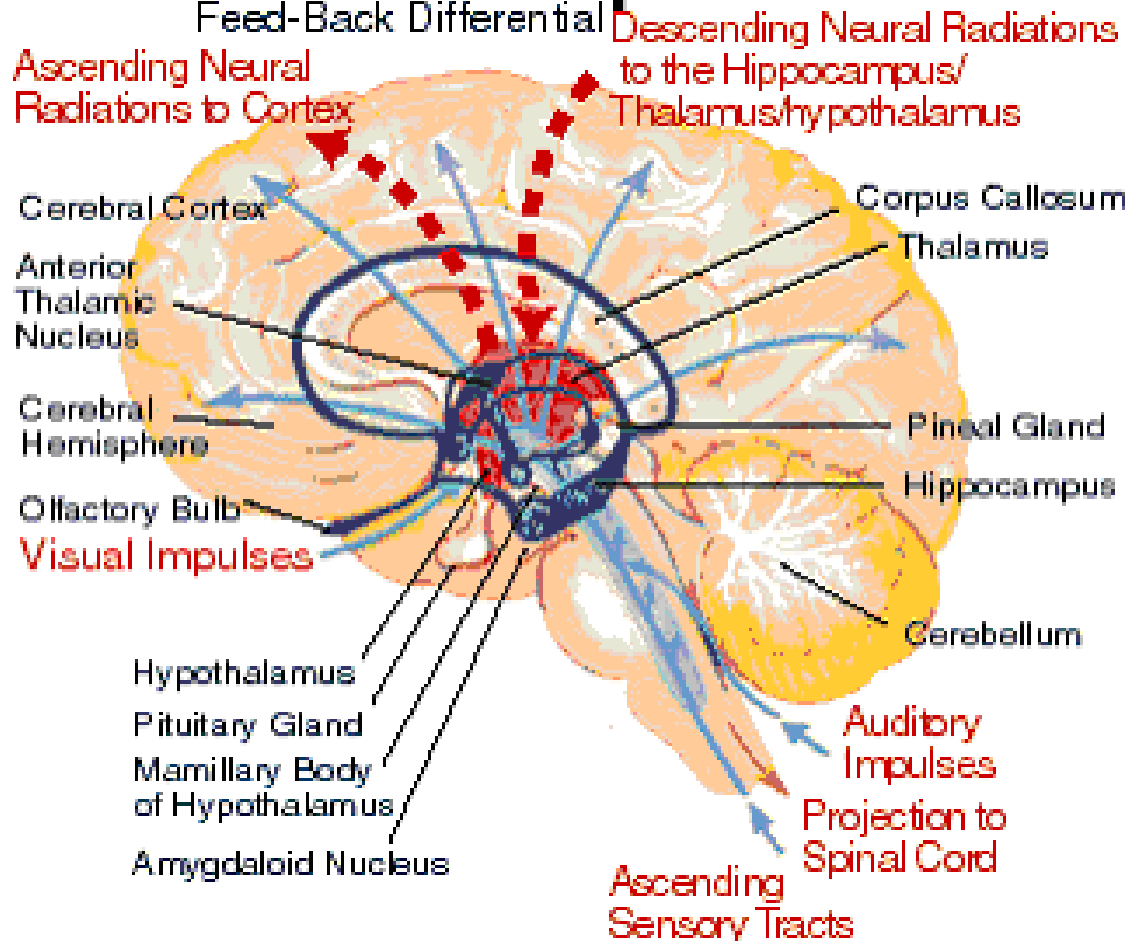 Feed-Back Differential
Descending Neural Radiations
to the Hippocampus/
Thalamus/hypothalamus
Ascending Neural
Radiations to Cortex
Cerebral Cortex
Anterior
Thalamic
Nucleus
Cerebral
Hemisphere
Olfactory Bulb
Visual Impulses
Hypothalamus
Pituitary Gland
Mamillary Body
of Hypothalamus
Amygdaloid Nucleus
Corpus Callosum
Thalamus
Pineal Gland
Hippocampus
Cerebellum
Auditory
Impulses
Projection to
Spinal Cord
Ascending
Sensory Tracts